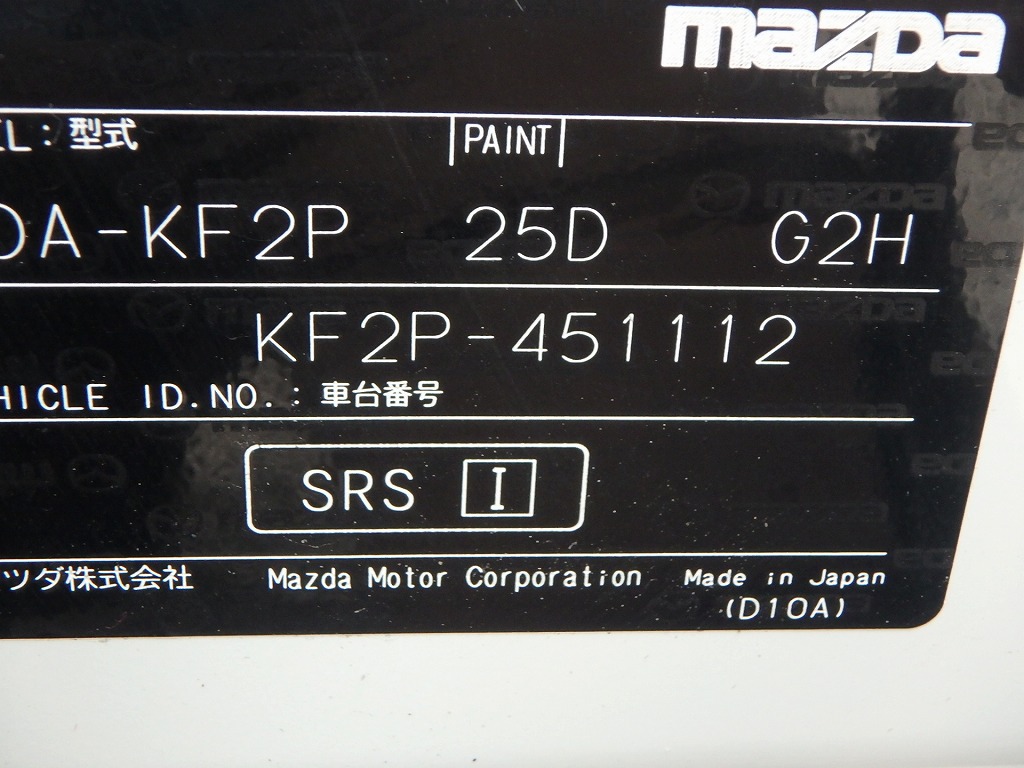 mazda
EL : 型式 PAINT
DA-KF2P 25D G2H
KF2P-451112
HICLE ID.NO. : 車台番号
SRS I
ツダ株式会社 Mazda Motor Corporation Made in Japan
(D10A)